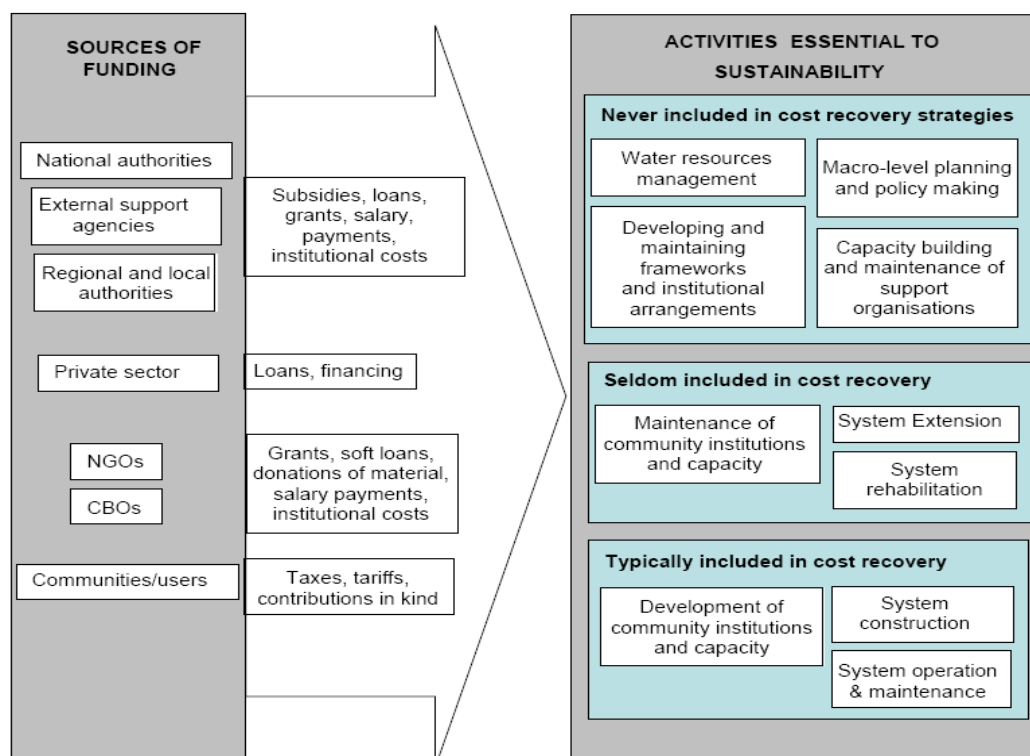 SOURCES OF
FUNDING
National authorities
External support
agencies
Regional and local
authorities
Private sector
NGOs
CBOs
Communities/users
Subsidies, loans,
grants, salary,
payments,
institutional costs
Loans, financing
Grants, soft loans,
donations of material,
salary payments,
institutional costs
Taxes, tariffs,
contributions in kind
ACTIVITIES ESSENTIAL TO
SUSTAINABILITY
Never included in cost recovery strategies
Water resources
management
Macro-level planning
and policy making
Developing and
maintaining
frameworks
and institutional
arrangements
Capacity building
and maintenance of
support
organisations
Seldom included in cost recovery
Maintenance of
community institutions
and capacity
System Extension
System
rehabilitation
Typically included in cost recovery
Development of
community institutions
and capacity
System
construction
System operation
& maintenance